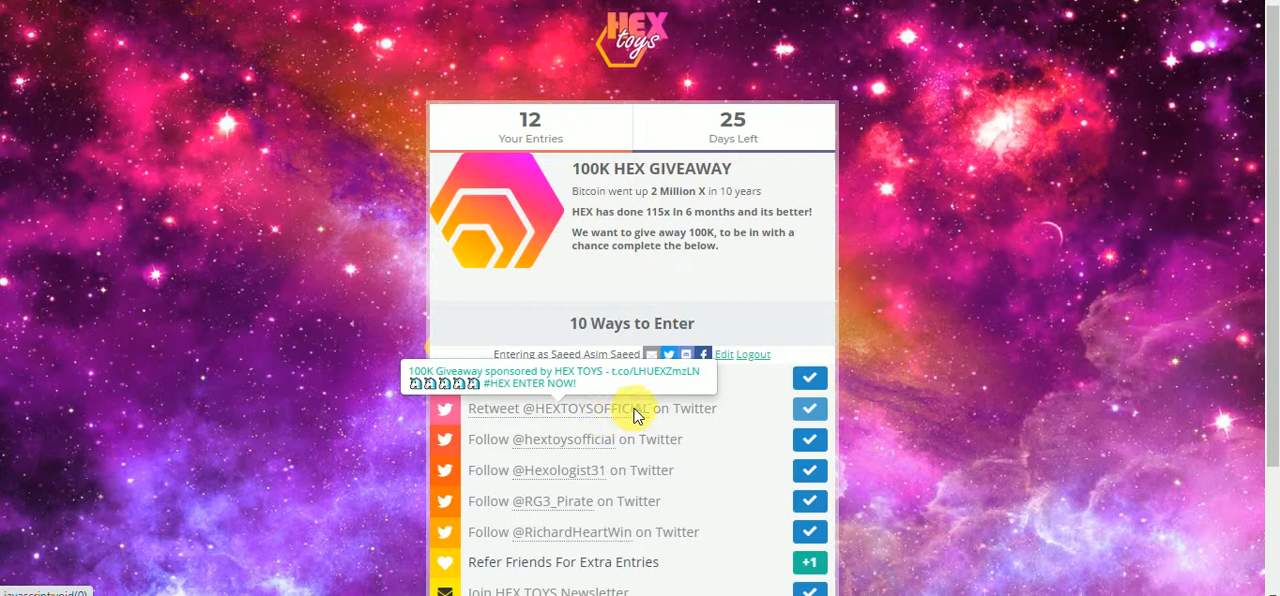 HEX
toys
12
Your Entries
25
Days Left
100K HEX GIVEAWAY
Bitcoin went up 2 Million X in 10 years
HEX has done 115x In 6 months and its better!
We want to give away 100K, to be in with a
chance complete the below.
10 Ways to Enter
Entering as Saeed Asim Saeed Edit Logout
100K Giveaway sponsored by HEX TOYS - t.co/LHUEXZmzLN
#HEX ENTER NOW!
Retweet @HEXTOYSOFFICIAL on Twitter
Follow @hextoysofficial on Twitter
Follow @Hexologist31 on Twitter
Follow @RG3_Pirate on Twitter
Follow @RichardHeartWin on Twitter
Refer Friends For Extra Entries +1
Join HEX TOYS Newsletter
javascript:void(0)